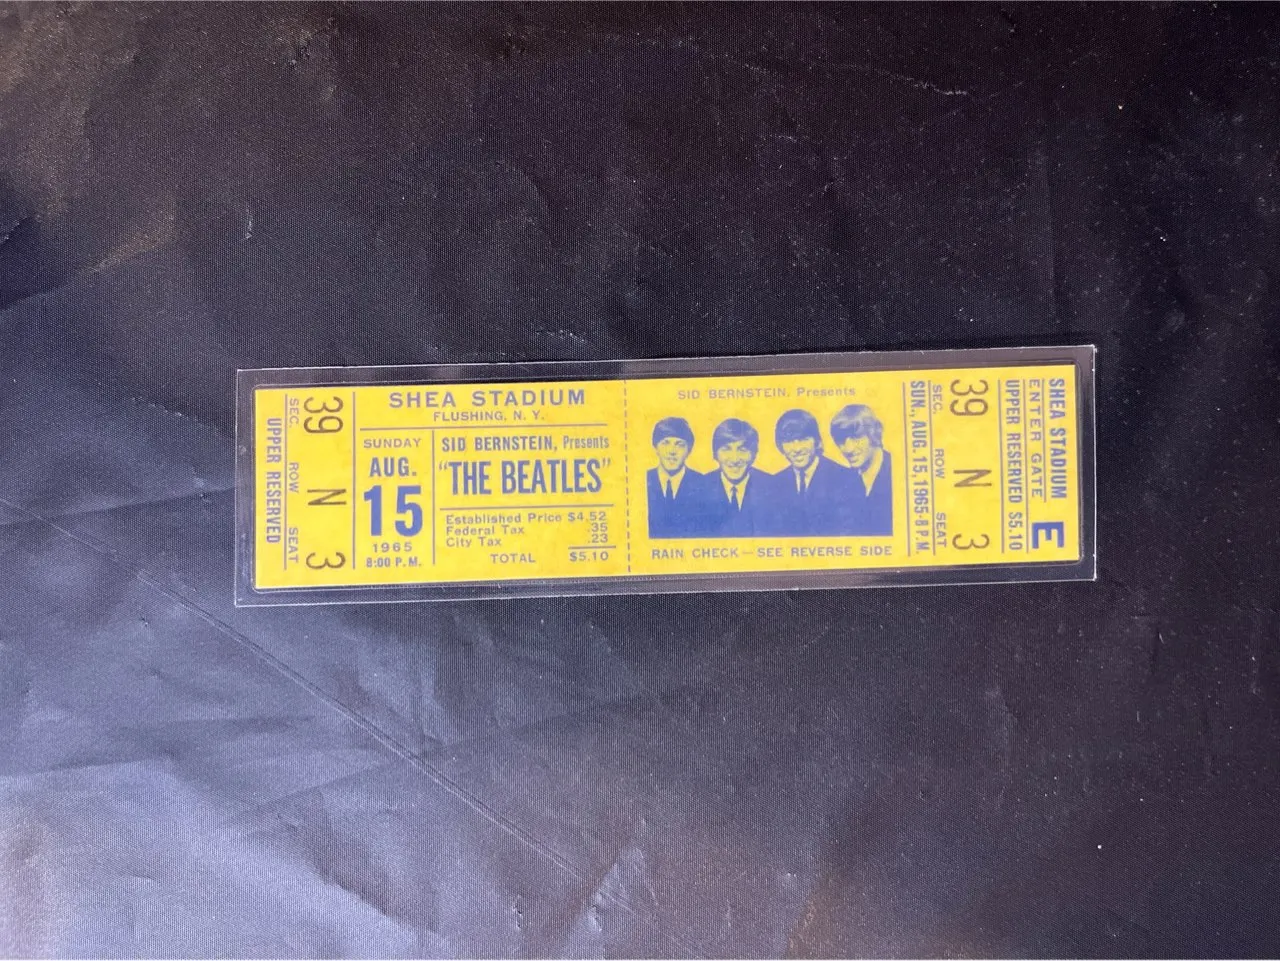 UPPER RESERVED
SEC. 39 ROW N SEAT 3
SHEA STADIUM
FLUSHING, N. Y.
SUNDAY
AUG.
15
1965
8:00 P.M.
SID BERNSTEIN, Presents
"THE BEATLES"
Established Price $4.52
Federal Tax .35
City Tax .23
TOTAL $5.10
SID BERNSTEIN, Presents
RAIN CHECK — SEE REVERSE SIDE
SUN., AUG. 15, 1965-8 P.M.
SEC. 39 ROW N SEAT 3
UPPER RESERVED $5.10
ENTER GATE E
SHEA STADIUM